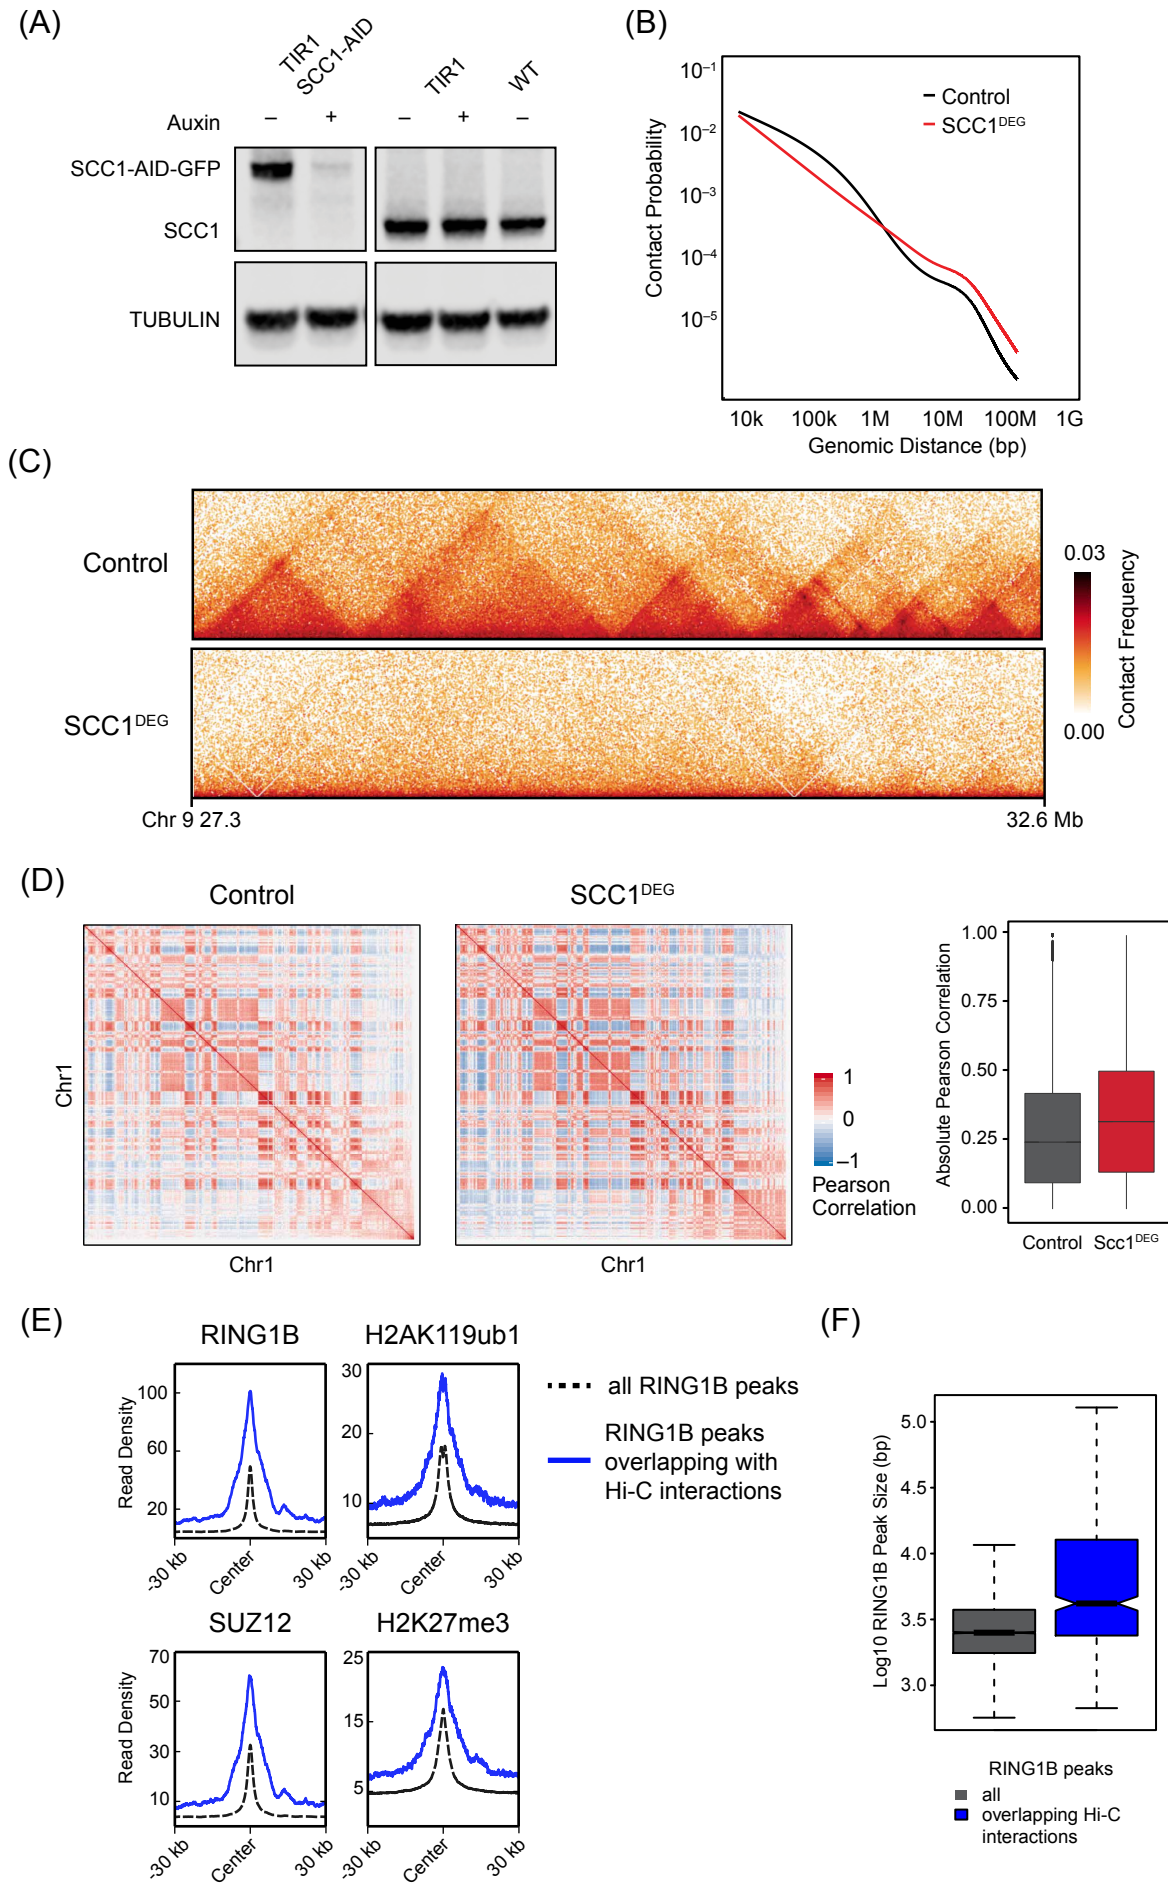 (A)
TIR1
SCC1-AID
TIR1
WT
Auxin – + – + –
SCC1-AID-GFP
SCC1
TUBULIN
(B)
Contact Probability
10–1
10–2
10–3
10–4
10–5
Control
SCC1DEG
10k 100k 1M 10M 100M 1G
Genomic Distance (bp)
(C)
Control
SCC1DEG
Chr 9 27.3
32.6 Mb
0.03
0.00
Contact Frequency
(D)
Control
SCC1DEG
Chr1
Chr1
Chr1
1
0
–1
Pearson
Correlation
Absolute Pearson Correlation
1.00
0.75
0.50
0.25
0.00
Control Scc1DEG
(E)
RING1B
Read Density
100
60
20
-30 kb
Center
30 kb
H2AK119ub1
30
20
10
-30 kb
Center
30 kb
all RING1B peaks
RING1B peaks
overlapping with
Hi-C interactions
SUZ12
Read Density
70
50
30
10
-30 kb
Center
30 kb
H2K27me3
25
15
5
-30 kb
Center
30 kb
(F)
Log10 RING1B Peak Size (bp)
5.0
4.5
4.0
3.5
3.0
RING1B peaks
all
overlapping Hi-C
interactions